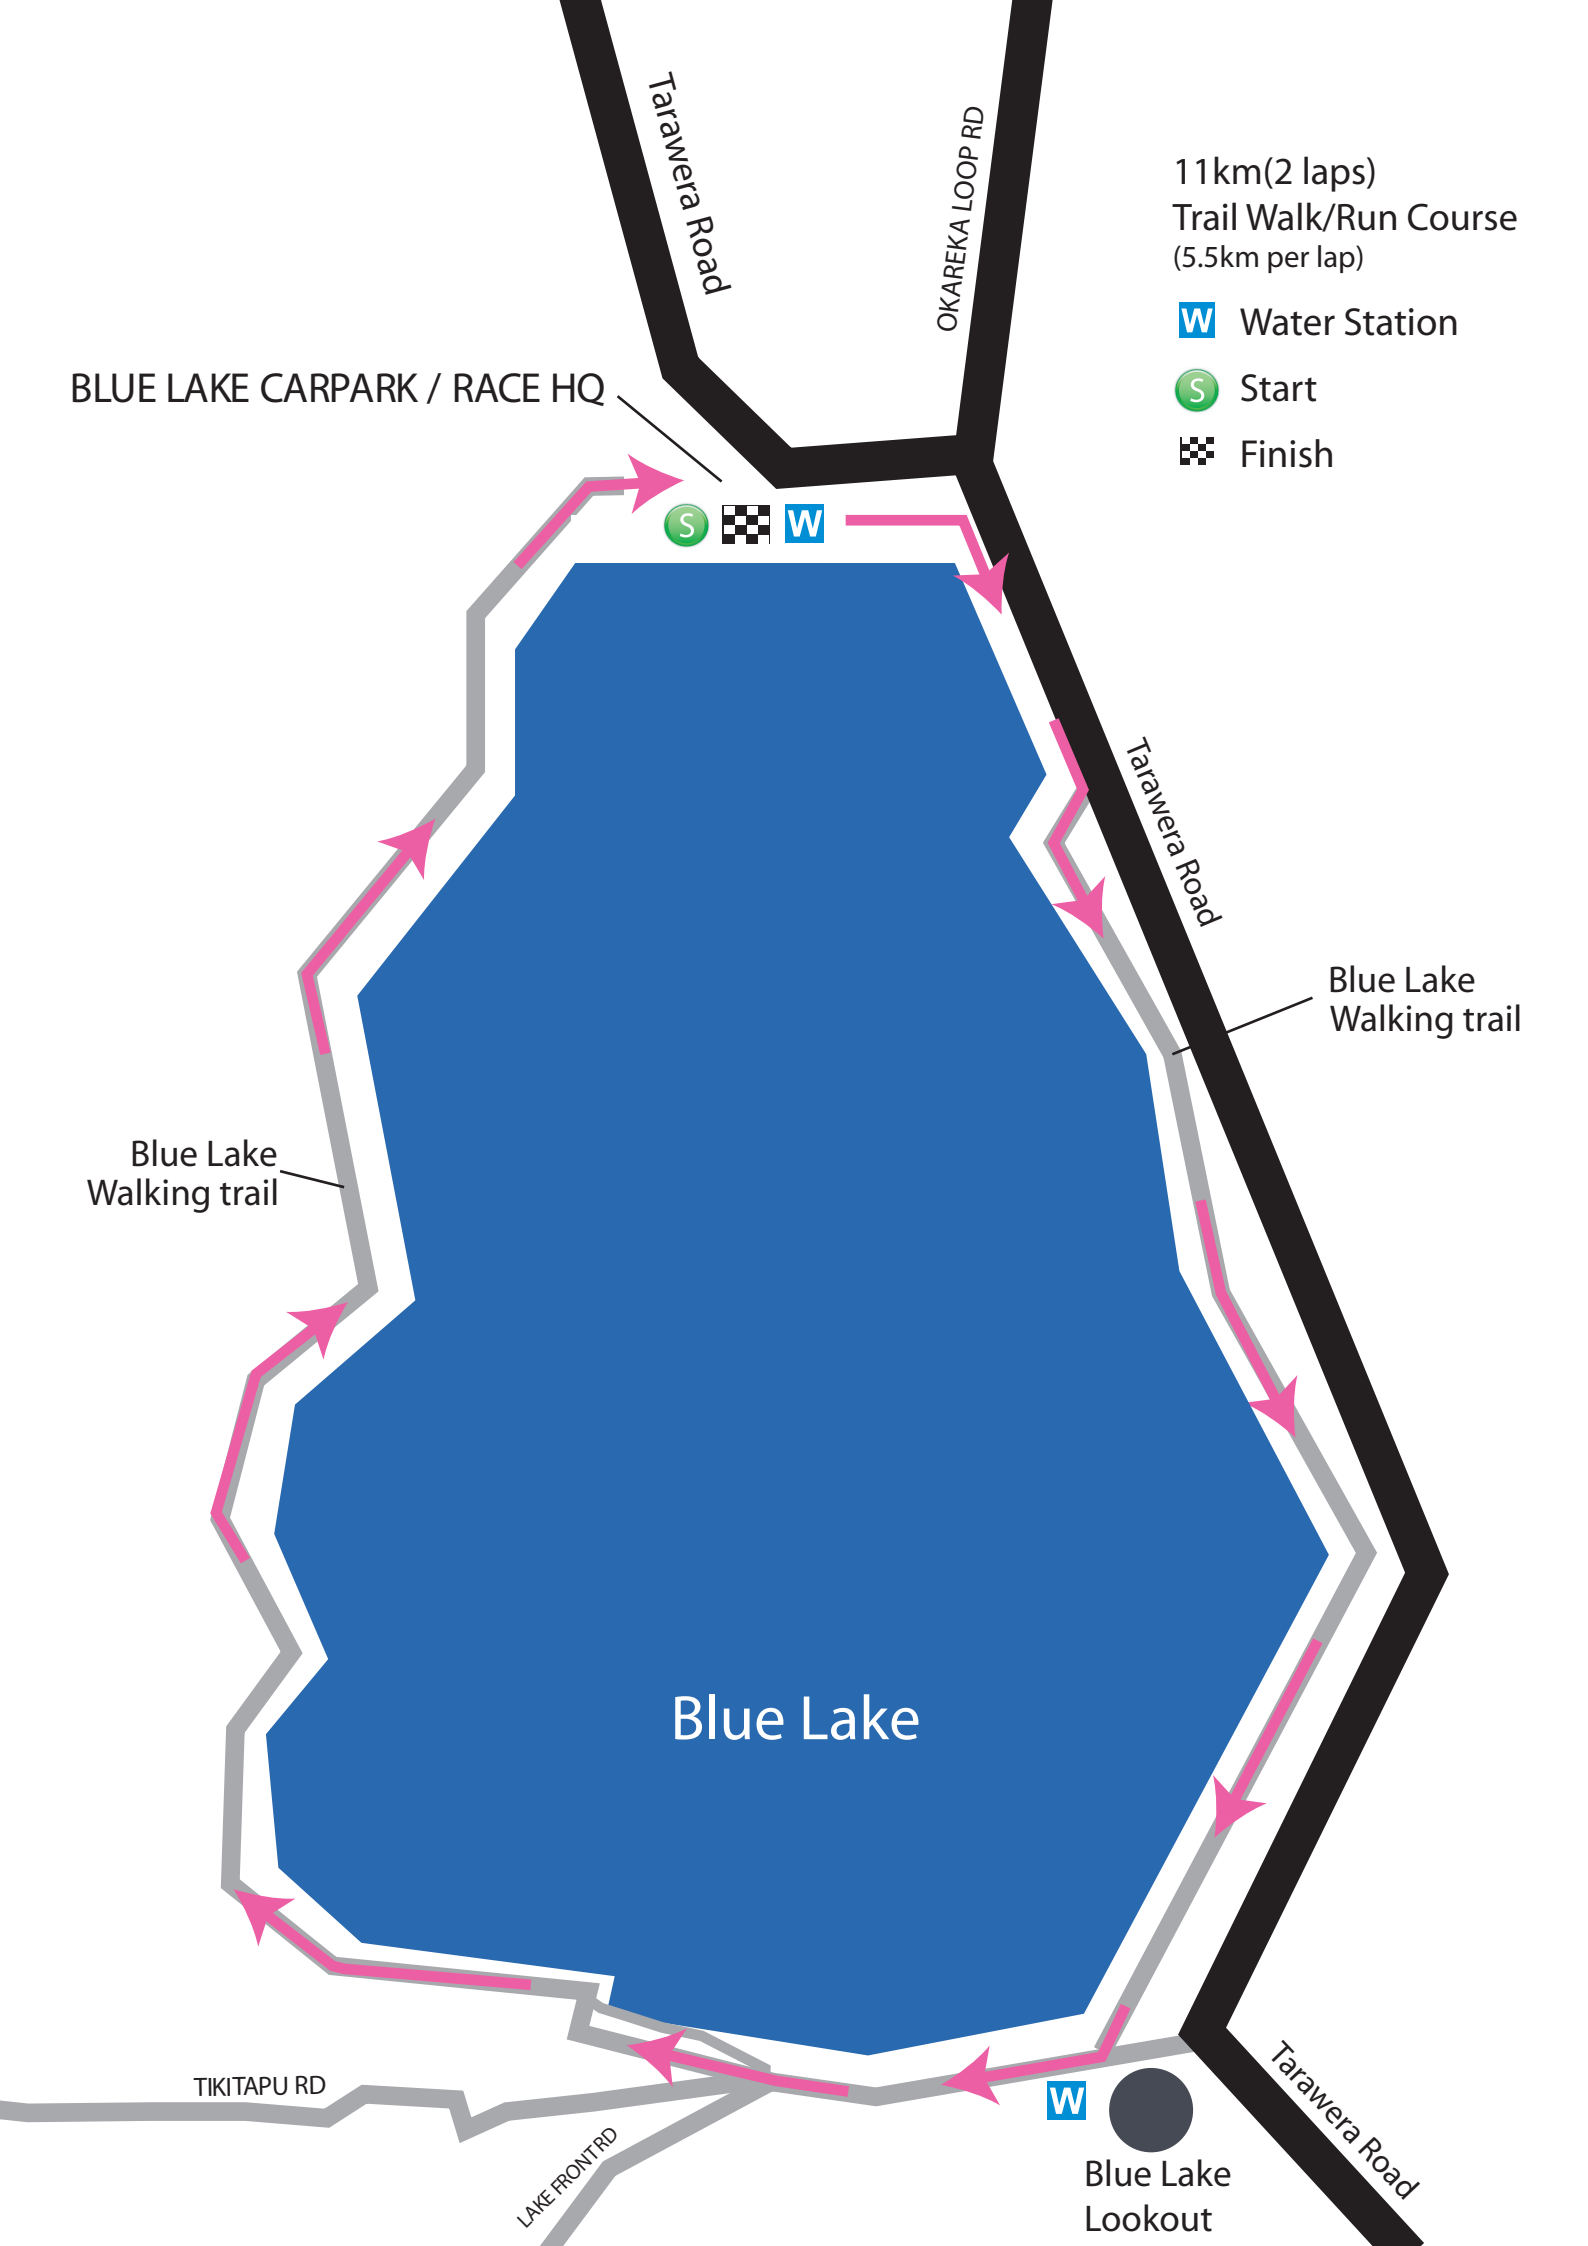 Tarawera Road
OKAREKA LOOP RD
11km(2 laps)
Trail Walk/Run Course
(5.5km per lap)
W Water Station
S Start
Finish
BLUE LAKE CARPARK / RACE HQ
S W
Tarawera Road
Blue Lake
Walking trail
Blue Lake
Walking trail
Blue Lake
TIKITAPU RD
LAKE FRONT RD
W
Blue Lake
Lookout
Tarawera Road